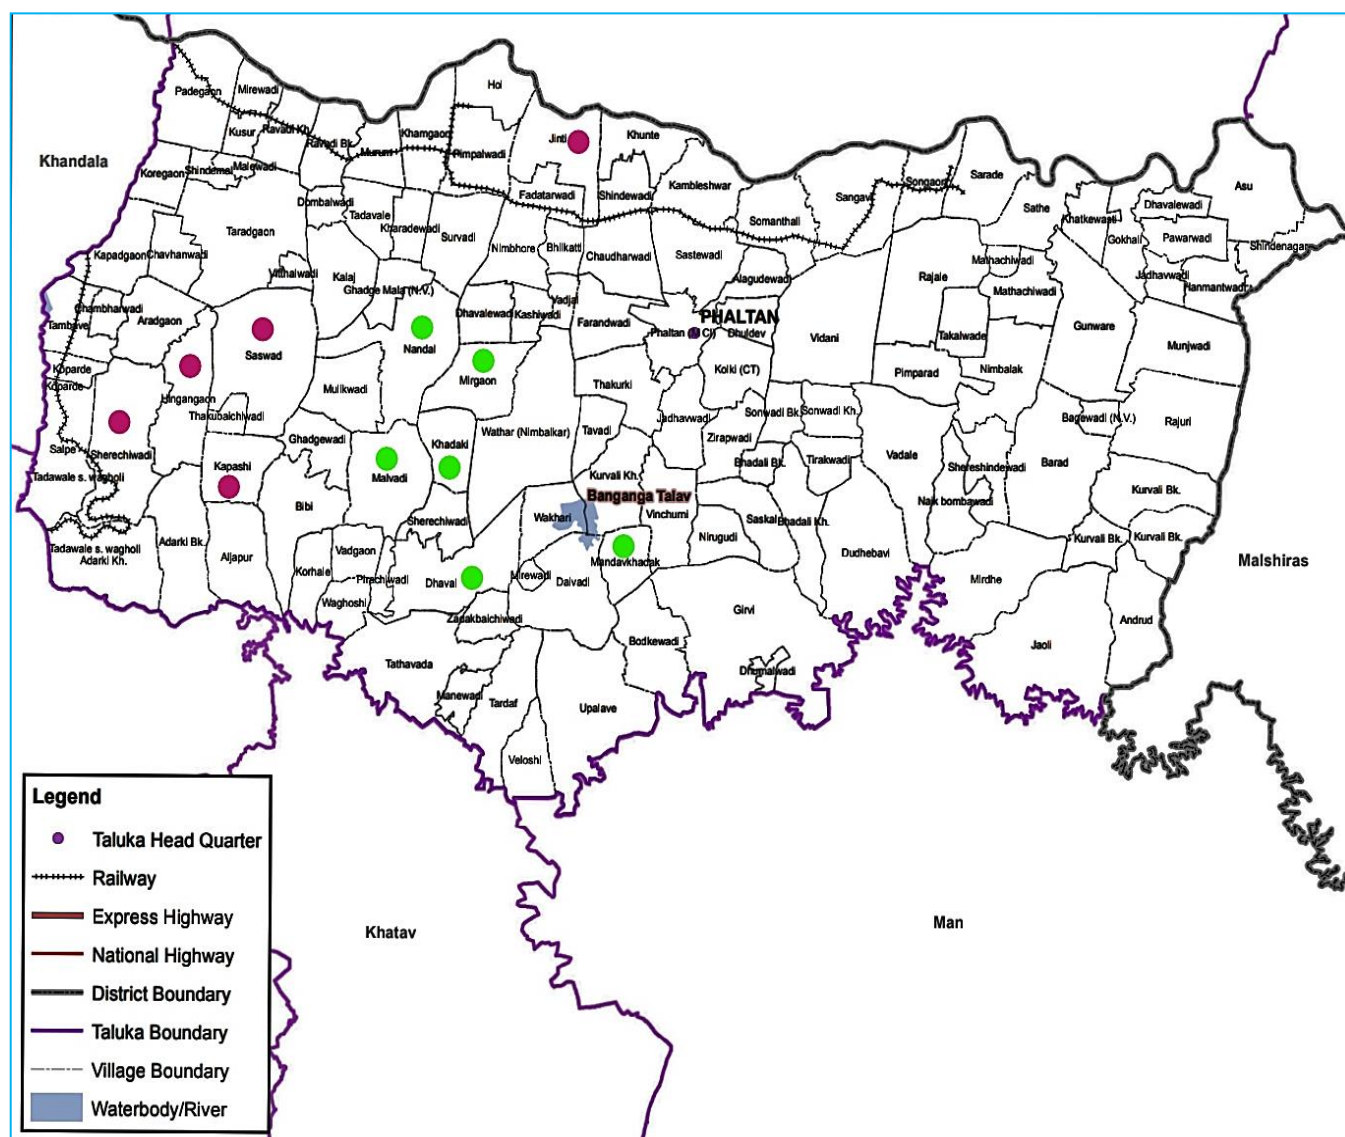 Hoi
Padegaon
Mirewadi
Kusur
Ravadi Kh.
Ravadi Bk.
Murum
Khamgaon
Pimpalwadi
Jinti
Khunte
Khandala
Koregaon
Shindemal
Malewadi
Fadatarwadi
Shindewadi
Kambleshwar
Sangavi
Songaon
Sarade
Asu
Dombalwadi
Tadavale
Kharadewadi
Survadi
Somanthali
Sathe
Khatkewasti
Dhavalewadi
Taradgaon
Nimbhore
Bhilkatti
Chaudharwadi
Sastewadi
Gokhali
Pawarwadi
Shindenagar
Kapadgaon
Chavhanwadi
Vitthalwadi
Kalaj
Ghadge Mala (N.V.)
Alagudewadi
Rajale
Mathachiwadi
Jadhavwadi
Hanmantwadi
Chambharwadi
Aradgaon
Tambave
Saswad
Nandal
Dhavalewadi
Kashiwadi
Vadjal
Farandwadi
PHALTAN
Phaltan (M Cl)
Dhuldev
Vidani
Mathachiwadi
Takalwade
Gunware
Munjwadi
Koparde
Koparde
Mirgaon
Thakurki
Kolki (CT)
Pimparad
Nimbalak
Hingangaon
Thakubaichiwadi
Mulikwadi
Jadhavwadi
Sonwadi Bk.
Sonwadi Kh.
Bagewadi (N.V.)
Rajuri
Salpe
Sherechiwadi
Ghadgewadi
Khadaki
Wathar (Nimbalkar)
Tavadi
Zirapwadi
Bhadali Bk.
Tirakwadi
Vadale
Shereshindewadi
Barad
Tadawale s. wagholi
Kapashi
Malvadi
Kurvali Kh.
Banganga Talav
Kurvali Bk.
Bibi
Sherechiwadi
Wakhari
Vinchurni
Saskal
Bhadali Kh.
Naik bombawadi
Tadawale s. wagholi
Adarki Kh.
Adarki Bk.
Aljapur
Vadgaon
Nirugudi
Dudhebavi
Kurvali Bk.
Kurvali Bk.
Malshiras
Korhale
Phachiwadi
Dhaval
Mirewadi
Daivadi
Mandavkhadak
Mirdhe
Waghoshi
Zadakbaichiwadi
Girvi
Andrud
Bodkewadi
Jaoli
Tathavada
Dhumalwadi
Manewadi
Tardaf
Upalave
Veloshi
Khatav
Man
Legend
Taluka Head Quarter
Railway
Express Highway
National Highway
District Boundary
Taluka Boundary
Village Boundary
Waterbody/River